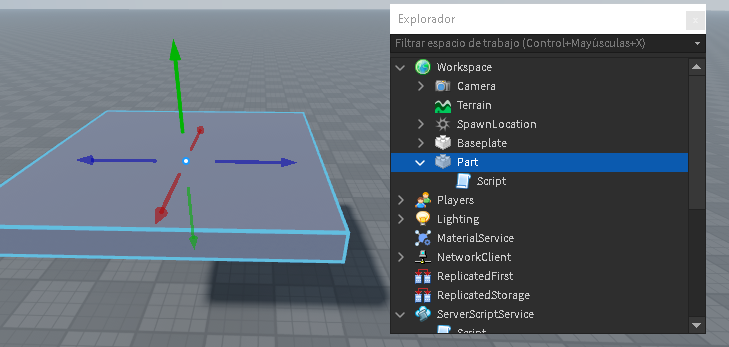 Explorador
Filtrar espacio de trabajo (Control+Mayúsculas+X)
Workspace
Camera
Terrain
SpawnLocation
Baseplate
Part
Script
Players
Lighting
MaterialService
NetworkClient
ReplicatedFirst
ReplicatedStorage
ServerScriptService
Script